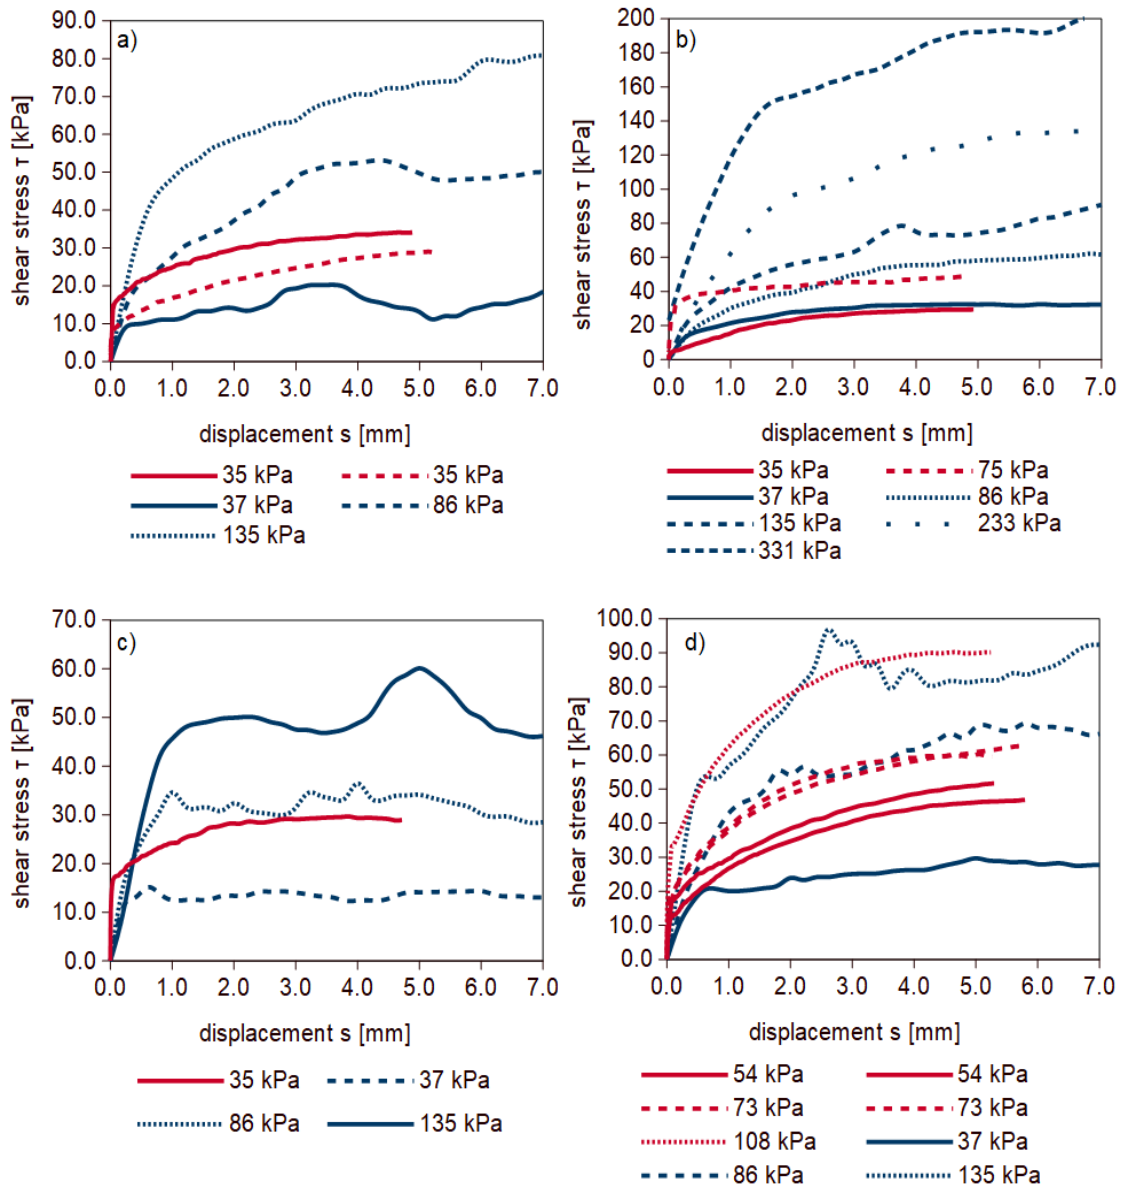 a)
shear stress τ [kPa]
90.0
80.0
70.0
60.0
50.0
40.0
30.0
20.0
10.0
0.0
0.0 1.0 2.0 3.0 4.0 5.0 6.0 7.0
displacement s [mm]
35 kPa 35 kPa
37 kPa 86 kPa
135 kPa
b)
shear stress τ [kPa]
200
180
160
140
120
100
80
60
40
20
0
0.0 1.0 2.0 3.0 4.0 5.0 6.0 7.0
displacement s [mm]
35 kPa 75 kPa
37 kPa 86 kPa
135 kPa 233 kPa
331 kPa
c)
shear stress τ [kPa]
70.0
60.0
50.0
40.0
30.0
20.0
10.0
0.0
0.0 1.0 2.0 3.0 4.0 5.0 6.0 7.0
displacement s [mm]
35 kPa 37 kPa
86 kPa 135 kPa
d)
shear stress τ [kPa]
100.0
90.0
80.0
70.0
60.0
50.0
40.0
30.0
20.0
10.0
0.0
0.0 1.0 2.0 3.0 4.0 5.0 6.0 7.0
displacement s [mm]
54 kPa 54 kPa
73 kPa 73 kPa
108 kPa 37 kPa
86 kPa 135 kPa